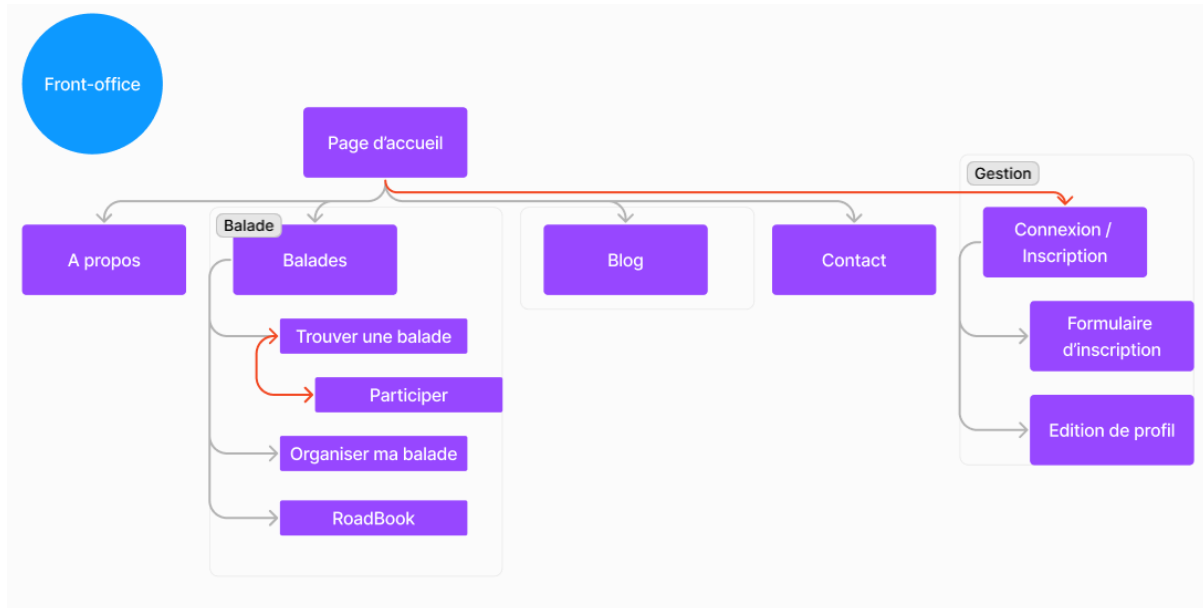 Front-office
Page d’accueil
Gestion
Balade
A propos
Balades
Blog
Contact
Connexion /
Inscription
Trouver une balade
Participer
Organiser ma balade
RoadBook
Formulaire
d’inscription
Edition de profil